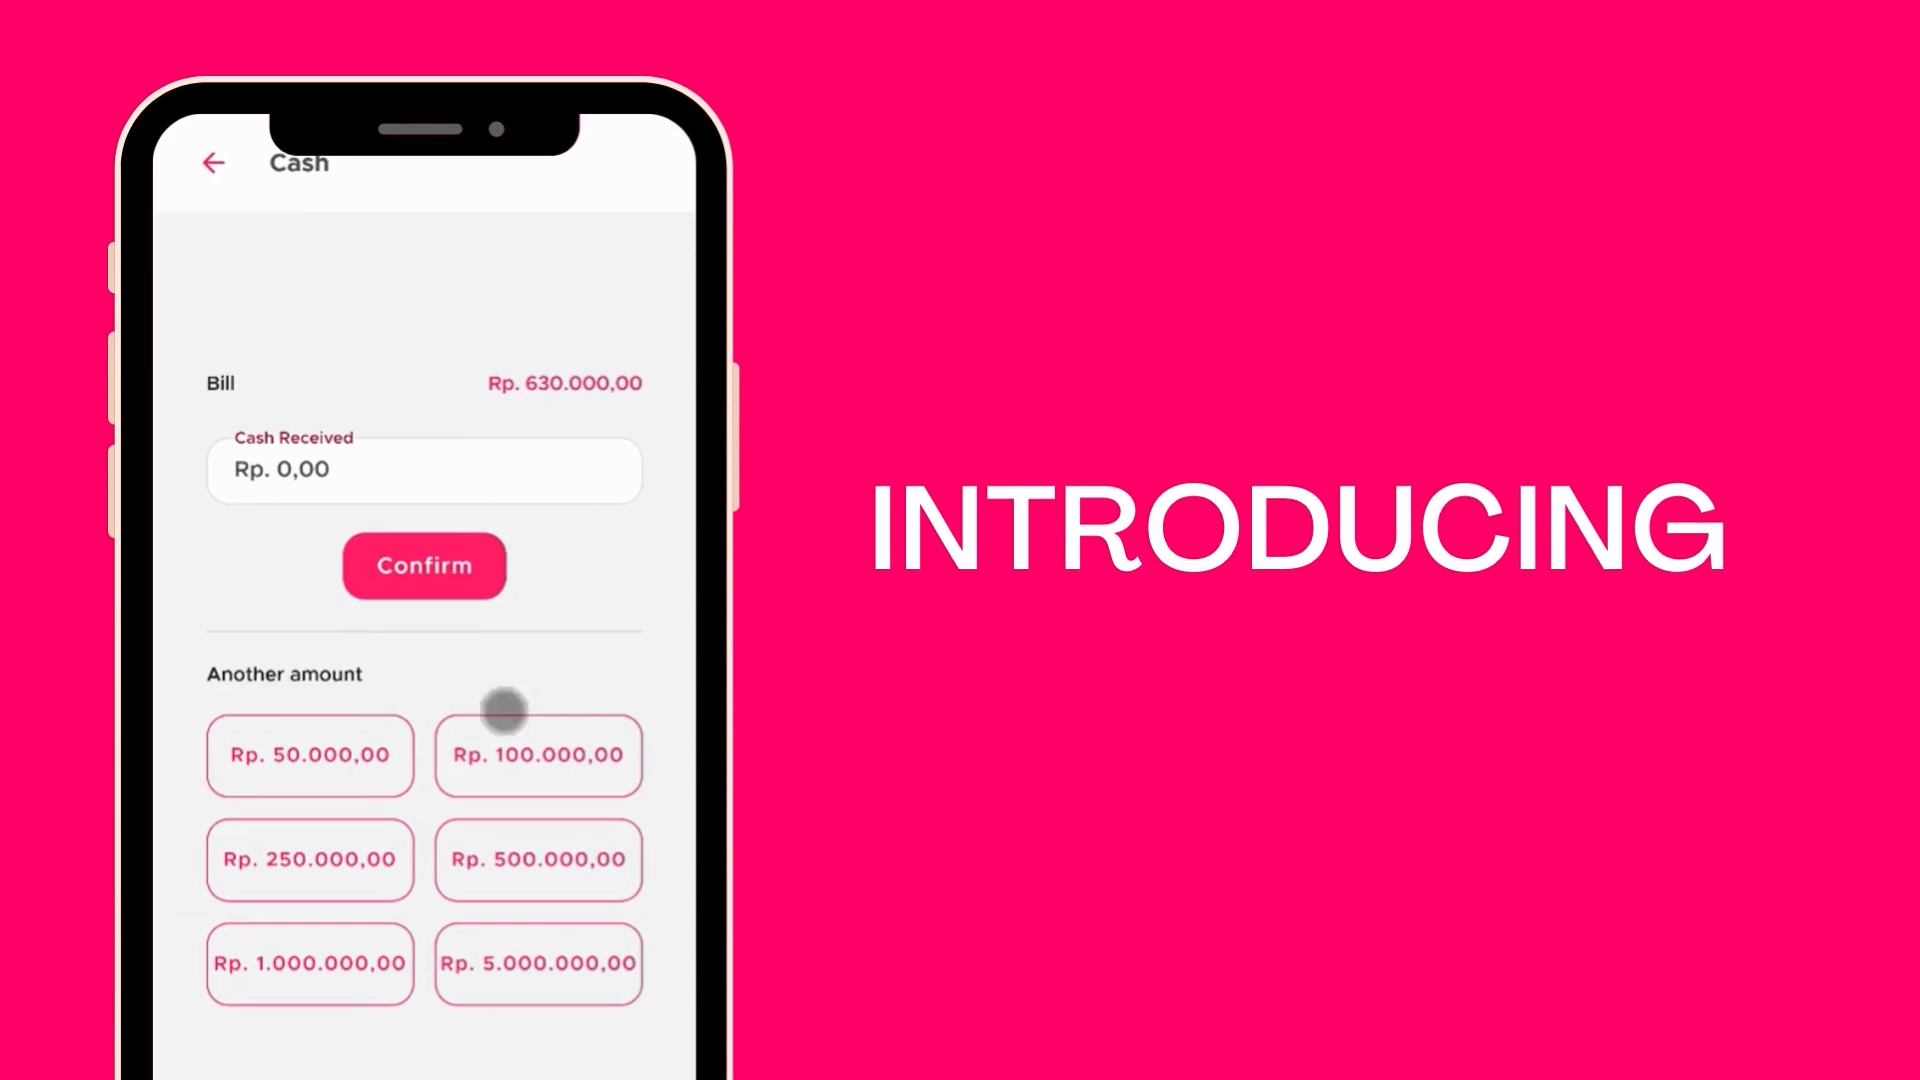 Cash
Bill
Rp. 630.000,00
Cash Received
Rp. 0,00
Confirm
Another amount
Rp. 50.000,00
Rp. 100.000,00
Rp. 250.000,00
Rp. 500.000,00
Rp. 1.000.000,00
Rp. 5.000.000,00
INTRODUCING